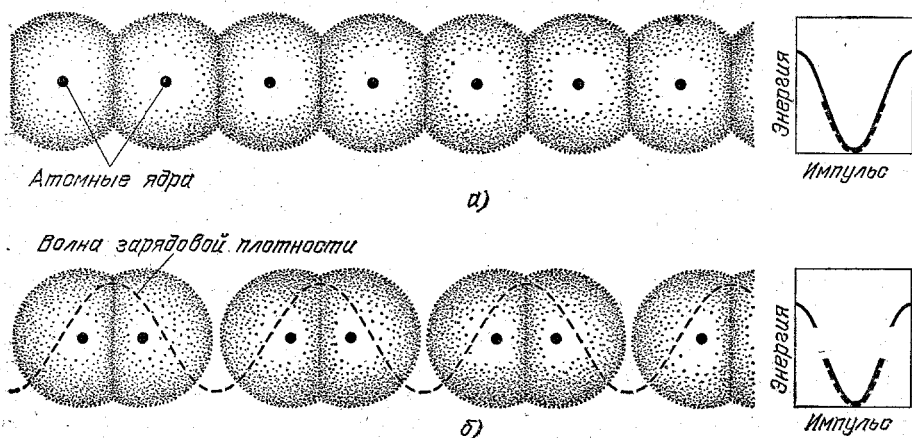 Энергия
Атомные ядра
Импульс
а)
Волна зарядовой плотности
Энергия
Импульс
б)